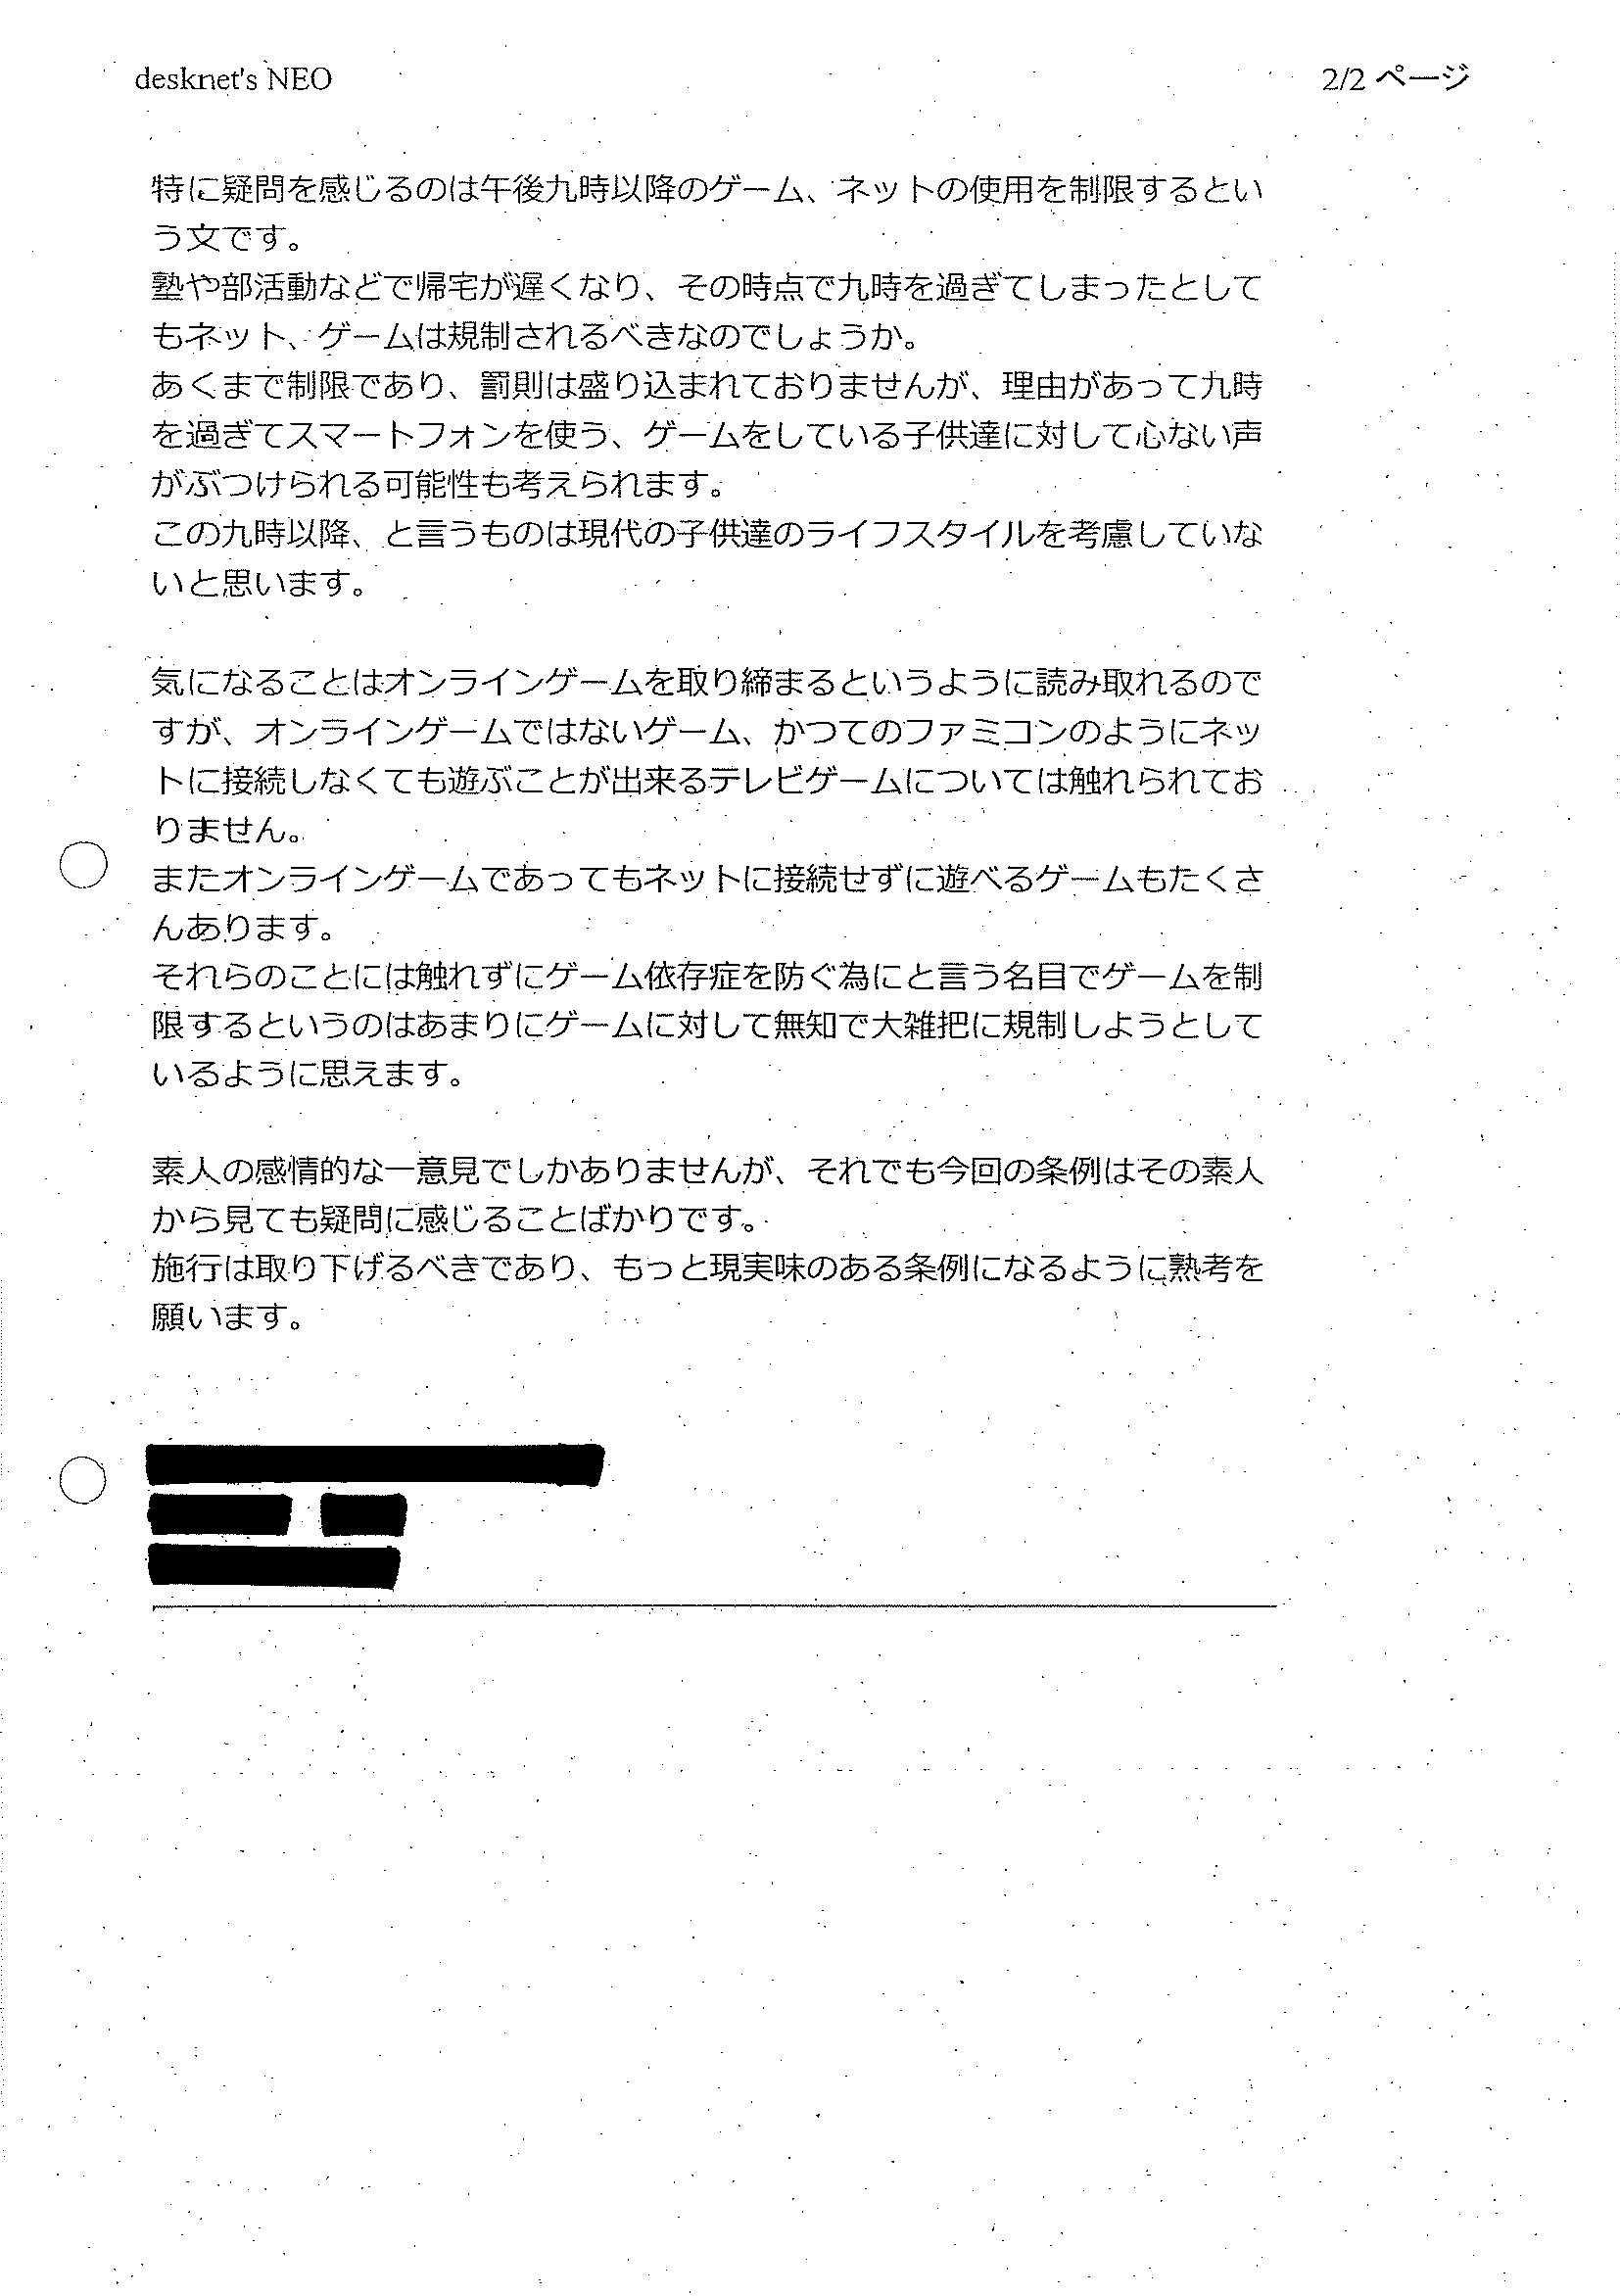 desknet's NEO
2/2 ページ
特に疑問を感じるのは午後九時以降のゲーム、ネットの使用を制限するとい
う文です。
塾や部活動などで帰宅が遅くなり、その時点で九時を過ぎてしまったとして
もネット、ゲームは規制されるべきなのでしょうか。
あくまで制限であり、罰則は盛り込まれておりませんが、理由があって九時
を過ぎてスマートフォンを使う、ゲームをしている子供達に対して心ない声
がぶつけられる可能性も考えられます。
この九時以降、と言うものは現代の子供達のライフスタイルを考慮していな
いと思います。
気になることはオンラインゲームを取り締まるというように読み取れるので
すが、オンラインゲームではないゲーム、かつてのファミコンのようにネッ
トに接続しなくても遊ぶことが出来るテレビゲームについては触れられてお
りません。
またオンラインゲームであってもネットに接続せずに遊べるゲームもたくさ
んあります。
それらのことには触れずにゲーム依存症を防ぐ為にと言う名目でゲームを制
限するというのはあまりにゲームに対して無知で大雑把に規制しようとして
いるように思えます。
素人の感情的な一意見でしかありませんが、それでも今回の条例はその素人
から見ても疑問に感じることばかりです。
施行は取り下げるべきであり、もっと現実味のある条例になるように熟考を
願います。